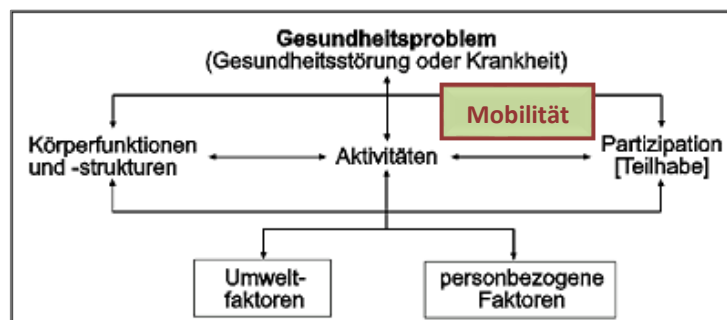 Gesundheitsproblem
(Gesundheitsstörung oder Krankheit)
Mobilität
Körperfunktionen
und -strukturen
Aktivitäten
Partizipation
[Teilhabe]
Umwelt-
faktoren
personbezogene
Faktoren